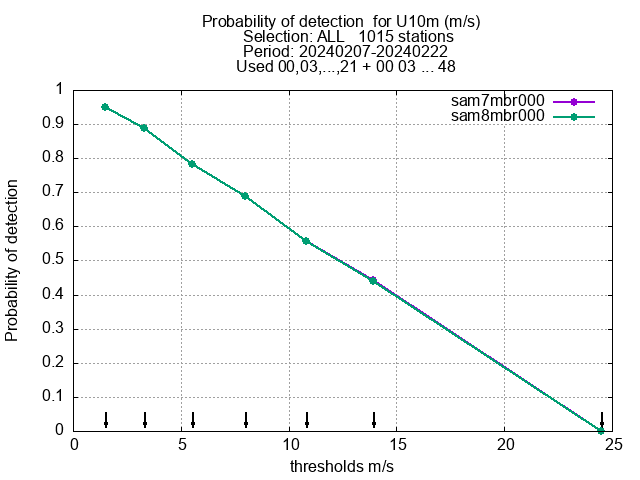 Probability of detection  for U10m (m/s)
Selection: ALL   1015 stations
Period: 20240207-20240222
Used 00,03,...,21 + 00 03 ... 48
sam7mbr000
sam8mbr000
Probability of detection
1
0.9
0.8
0.7
0.6
0.5
0.4
0.3
0.2
0.1
0
0 5 10 15 20 25
thresholds m/s